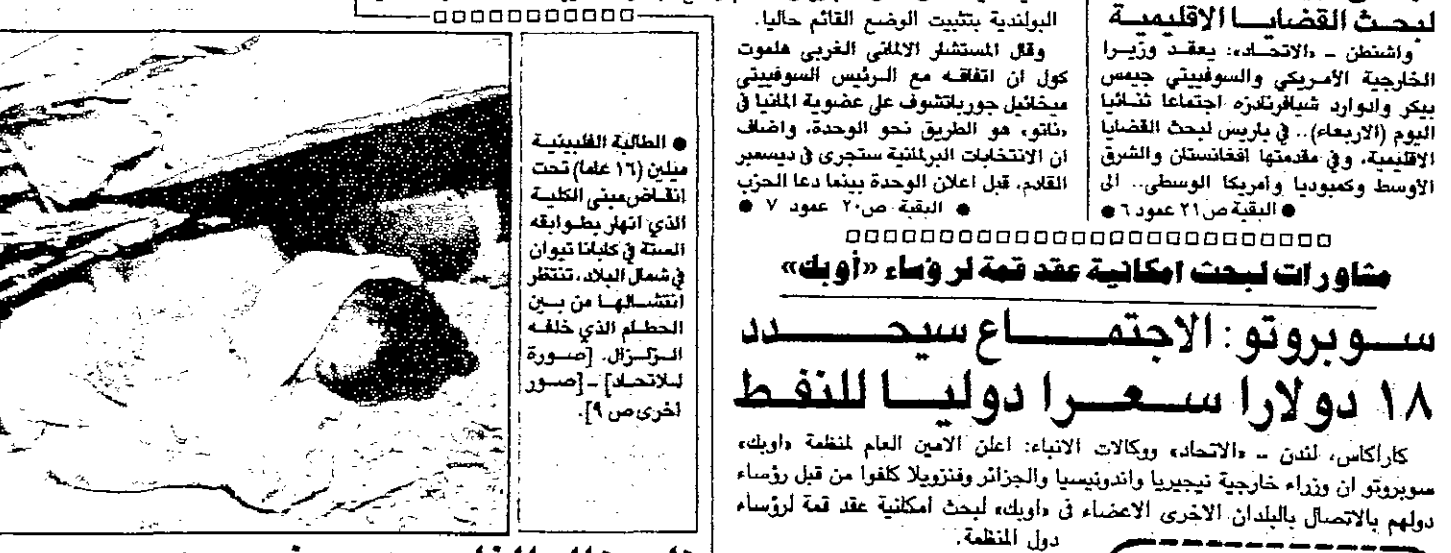 لبحث القضايا الإقليمية
واشنطن - «الاتحاد»: يعقد وزيرا
الخارجية الأمريكي والسوفييتي جيمس
بيكر وادوارد شيفارنادزه اجتماعا ثنائيا
اليوم (الاربعاء).. في باريس لبحث القضايا
الاقليمية، وفي مقدمتها افغانستان والشرق
الأوسط وكمبوديا وأمريكا الوسطى.. الى
● البقية ص ٢١ عمود ٦ ●
البولندية بتثبيت الوضع القائم حاليا.
وقال المستشار الالماني الغربي هلموت
كول ان اتفاقه مع الرئيس السوفييتي
ميخائيل جورباتشوف على عضوية المانيا في
«ناتو» هو الطريق نحو الوحدة، واضاف
أن الانتخابات البرلمانية ستجرى في ديسمبر
القادم، قبل اعلان الوحدة بينما دعا الحزب
● البقية ص ٢٠ عمود ٧ ●
مشاورات لبحث امكانية عقد قمة لرؤساء «أوبك»
سوبروتو: الاجتماع سيحدد
١٨ دولارا سعرا دوليا للنفط
كاراكاس، لندن - «الاتحاد» ووكالات الانباء: اعلن الامين العام لمنظمة «اوبك»
سوبروتو ان وزراء خارجية نيجيريا واندونيسيا والجزائر وفنزويلا كلفوا من قبل رؤساء
دولهم بالاتصال بالبلدان الاخرى الاعضاء في «اوبك» لبحث امكانية عقد قمة لرؤساء
دول المنظمة.
● الطالبة الفلبينية
ميلين (١٦ عاما) تحت
انقاض مبنى الكلية
الذي انهار بطوابقه
الستة في كابانا تيوان
في شمال البلاد، تنتظر
انتشالها من بين
الحطام الذي خلفه
الزلزال. [صورة
للاتحاد] - [صور
اخرى ص ٩].